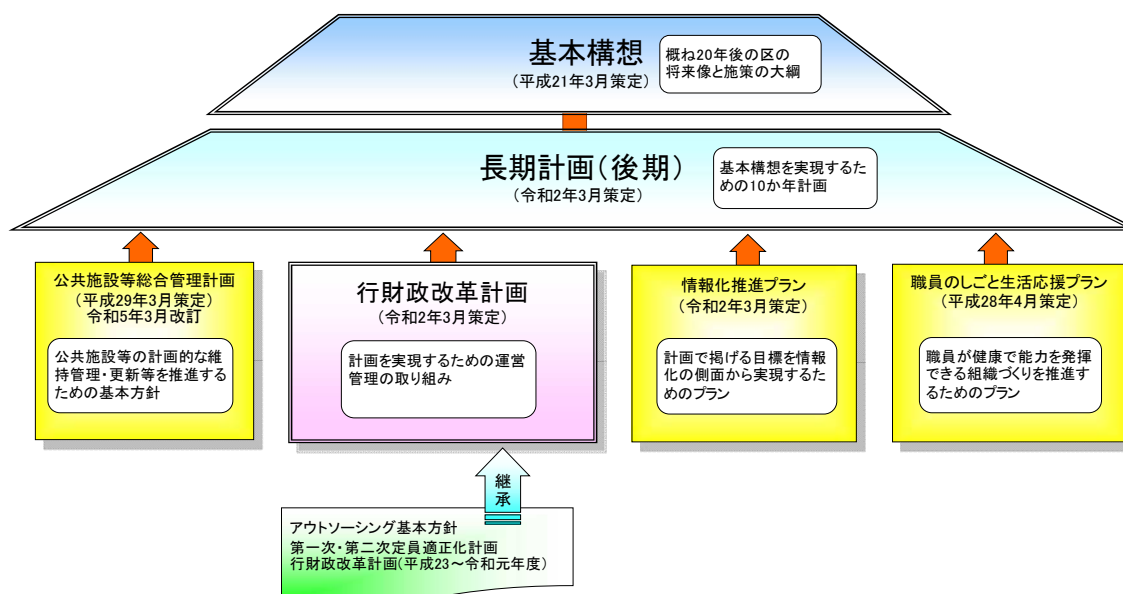 基本構想
(平成21年3月策定)
概ね20年後の区の
将来像と施策の大綱
長期計画(後期)
(令和2年3月策定)
基本構想を実現するた
めの10か年計画
公共施設等総合管理計画
(平成29年3月策定)
令和5年3月改訂
公共施設等の計画的な維
持管理・更新等を推進する
ための基本方針
行財政改革計画
(令和2年3月策定)
計画を実現するための運営
管理の取り組み
情報化推進プラン
(令和2年3月策定)
計画で掲げる目標を情報
化の側面から実現するた
めのプラン
職員のしごと生活応援プラン
(平成28年4月策定)
職員が健康で能力を発揮
できる組織づくりを推進す
るためのプラン
継承
アウトソーシング基本方針
第一次・第二次定員適正化計画
行財政改革計画(平成23~令和元年度)